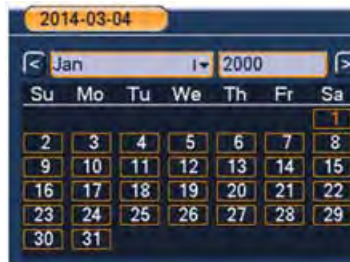 2014-03-04
< Jan 2000 >
Su Mo Tu We Th Fr Sa
1
2 3 4 5 6 7 8
9 10 11 12 13 14 15
16 17 18 19 20 21 22
23 24 25 26 27 28 29
30 31